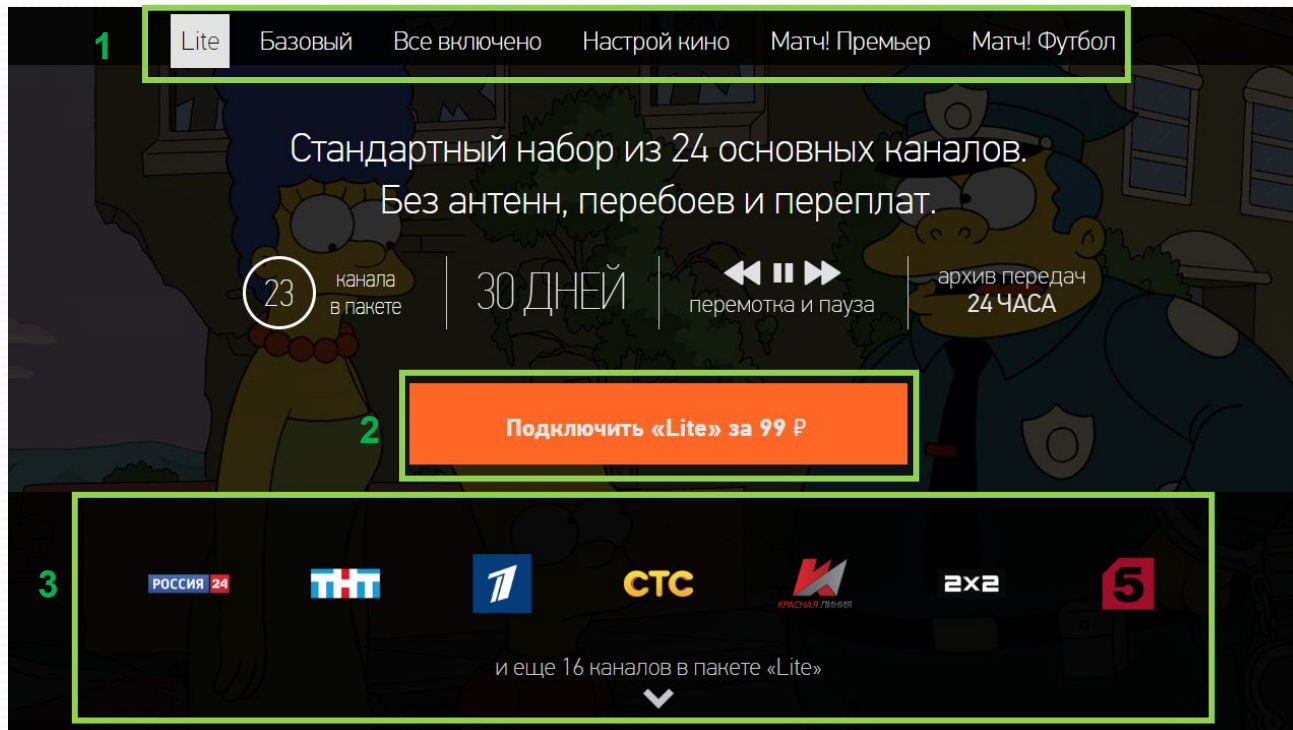 1
Lite Базовый Все включено Настрой кино Матч! Премьер Матч! Футбол
Стандартный набор из 24 основных каналов.
Без антенн, перебоев и переплат.
23 канала в пакете
30 ДНЕЙ
перемотка и пауза
архив передач
24 ЧАСА
2
Подключить «Lite» за 99 ₽
3
РОССИЯ 24 ТНТ 1 СТС КРАСНАЯ ЛИНИЯ 2X2 5
и еще 16 каналов в пакете «Lite»